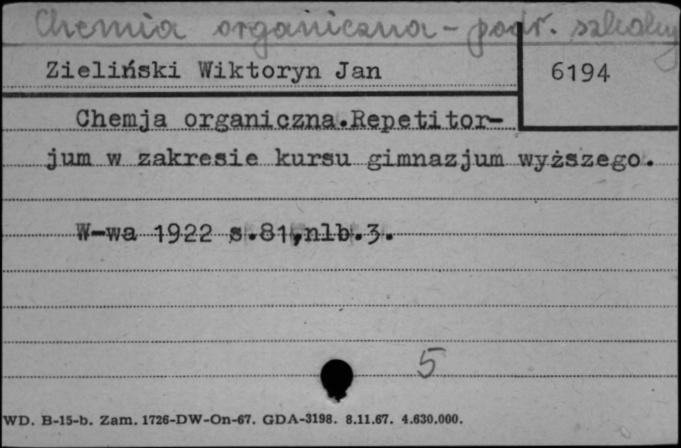 Chemia organiczna - podr. szkolny
Zieliński Wiktoryn Jan
6194
Chemja organiczna.Repetitor-
jum w zakresie kursu gimnazjum wyższego.
W-wa 1922 s.81,nlb.3.
5
WD. B-15-b. Zam. 1726-DW-On-67. GDA-3198. 8.11.67. 4.630.000.